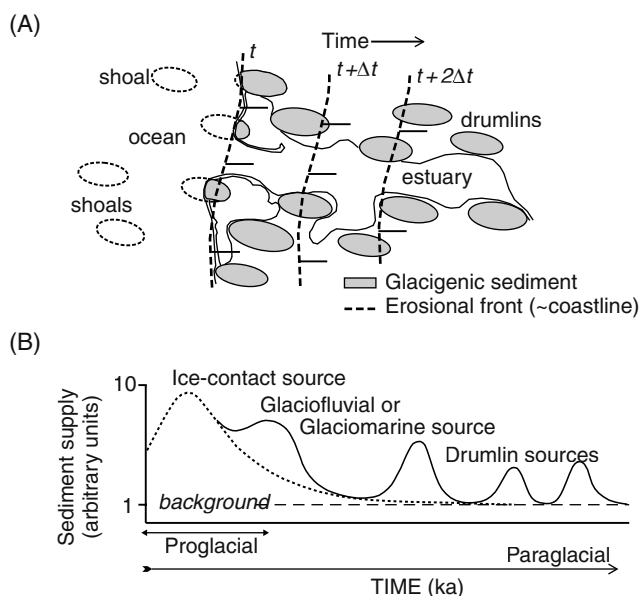 (A)
Time
t
t+Δt
t+2Δt
shoal
drumlins
ocean
estuary
shoals
Glacigenic sediment
Erosional front (~coastline)
(B)
10
Ice-contact source
Glaciofluvial or
Glaciomarine source
Drumlin sources
Sediment supply
(arbitrary units)
1
background
Proglacial
Paraglacial
TIME (ka)